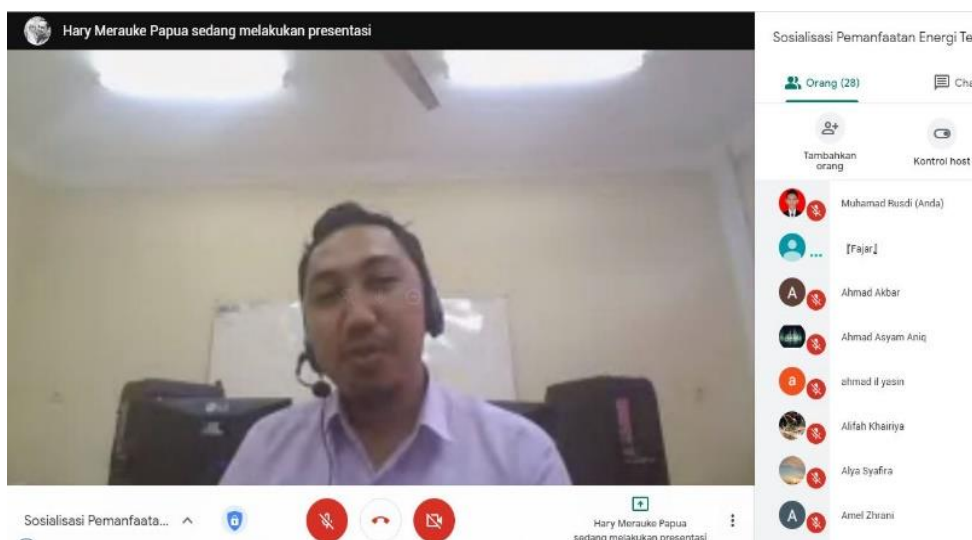 Hary Merauke Papua sedang melakukan presentasi
Sosialisasi Pemanfaatan Energi Te
Orang (28)
Cha
Tambahkan
orang
Kontrol host
Muhamad Rusdi (Anda)
『Fajar』
A
Ahmad Akbar
Ahmad Asyam Aniq
a
ahmad il yasin
Alifah Khairiya
Alya Syafira
A
Amel Zhrani
Sosialisasi Pemanfaata...
Hary Merauke Papua
sedang melakukan presentasi
LG